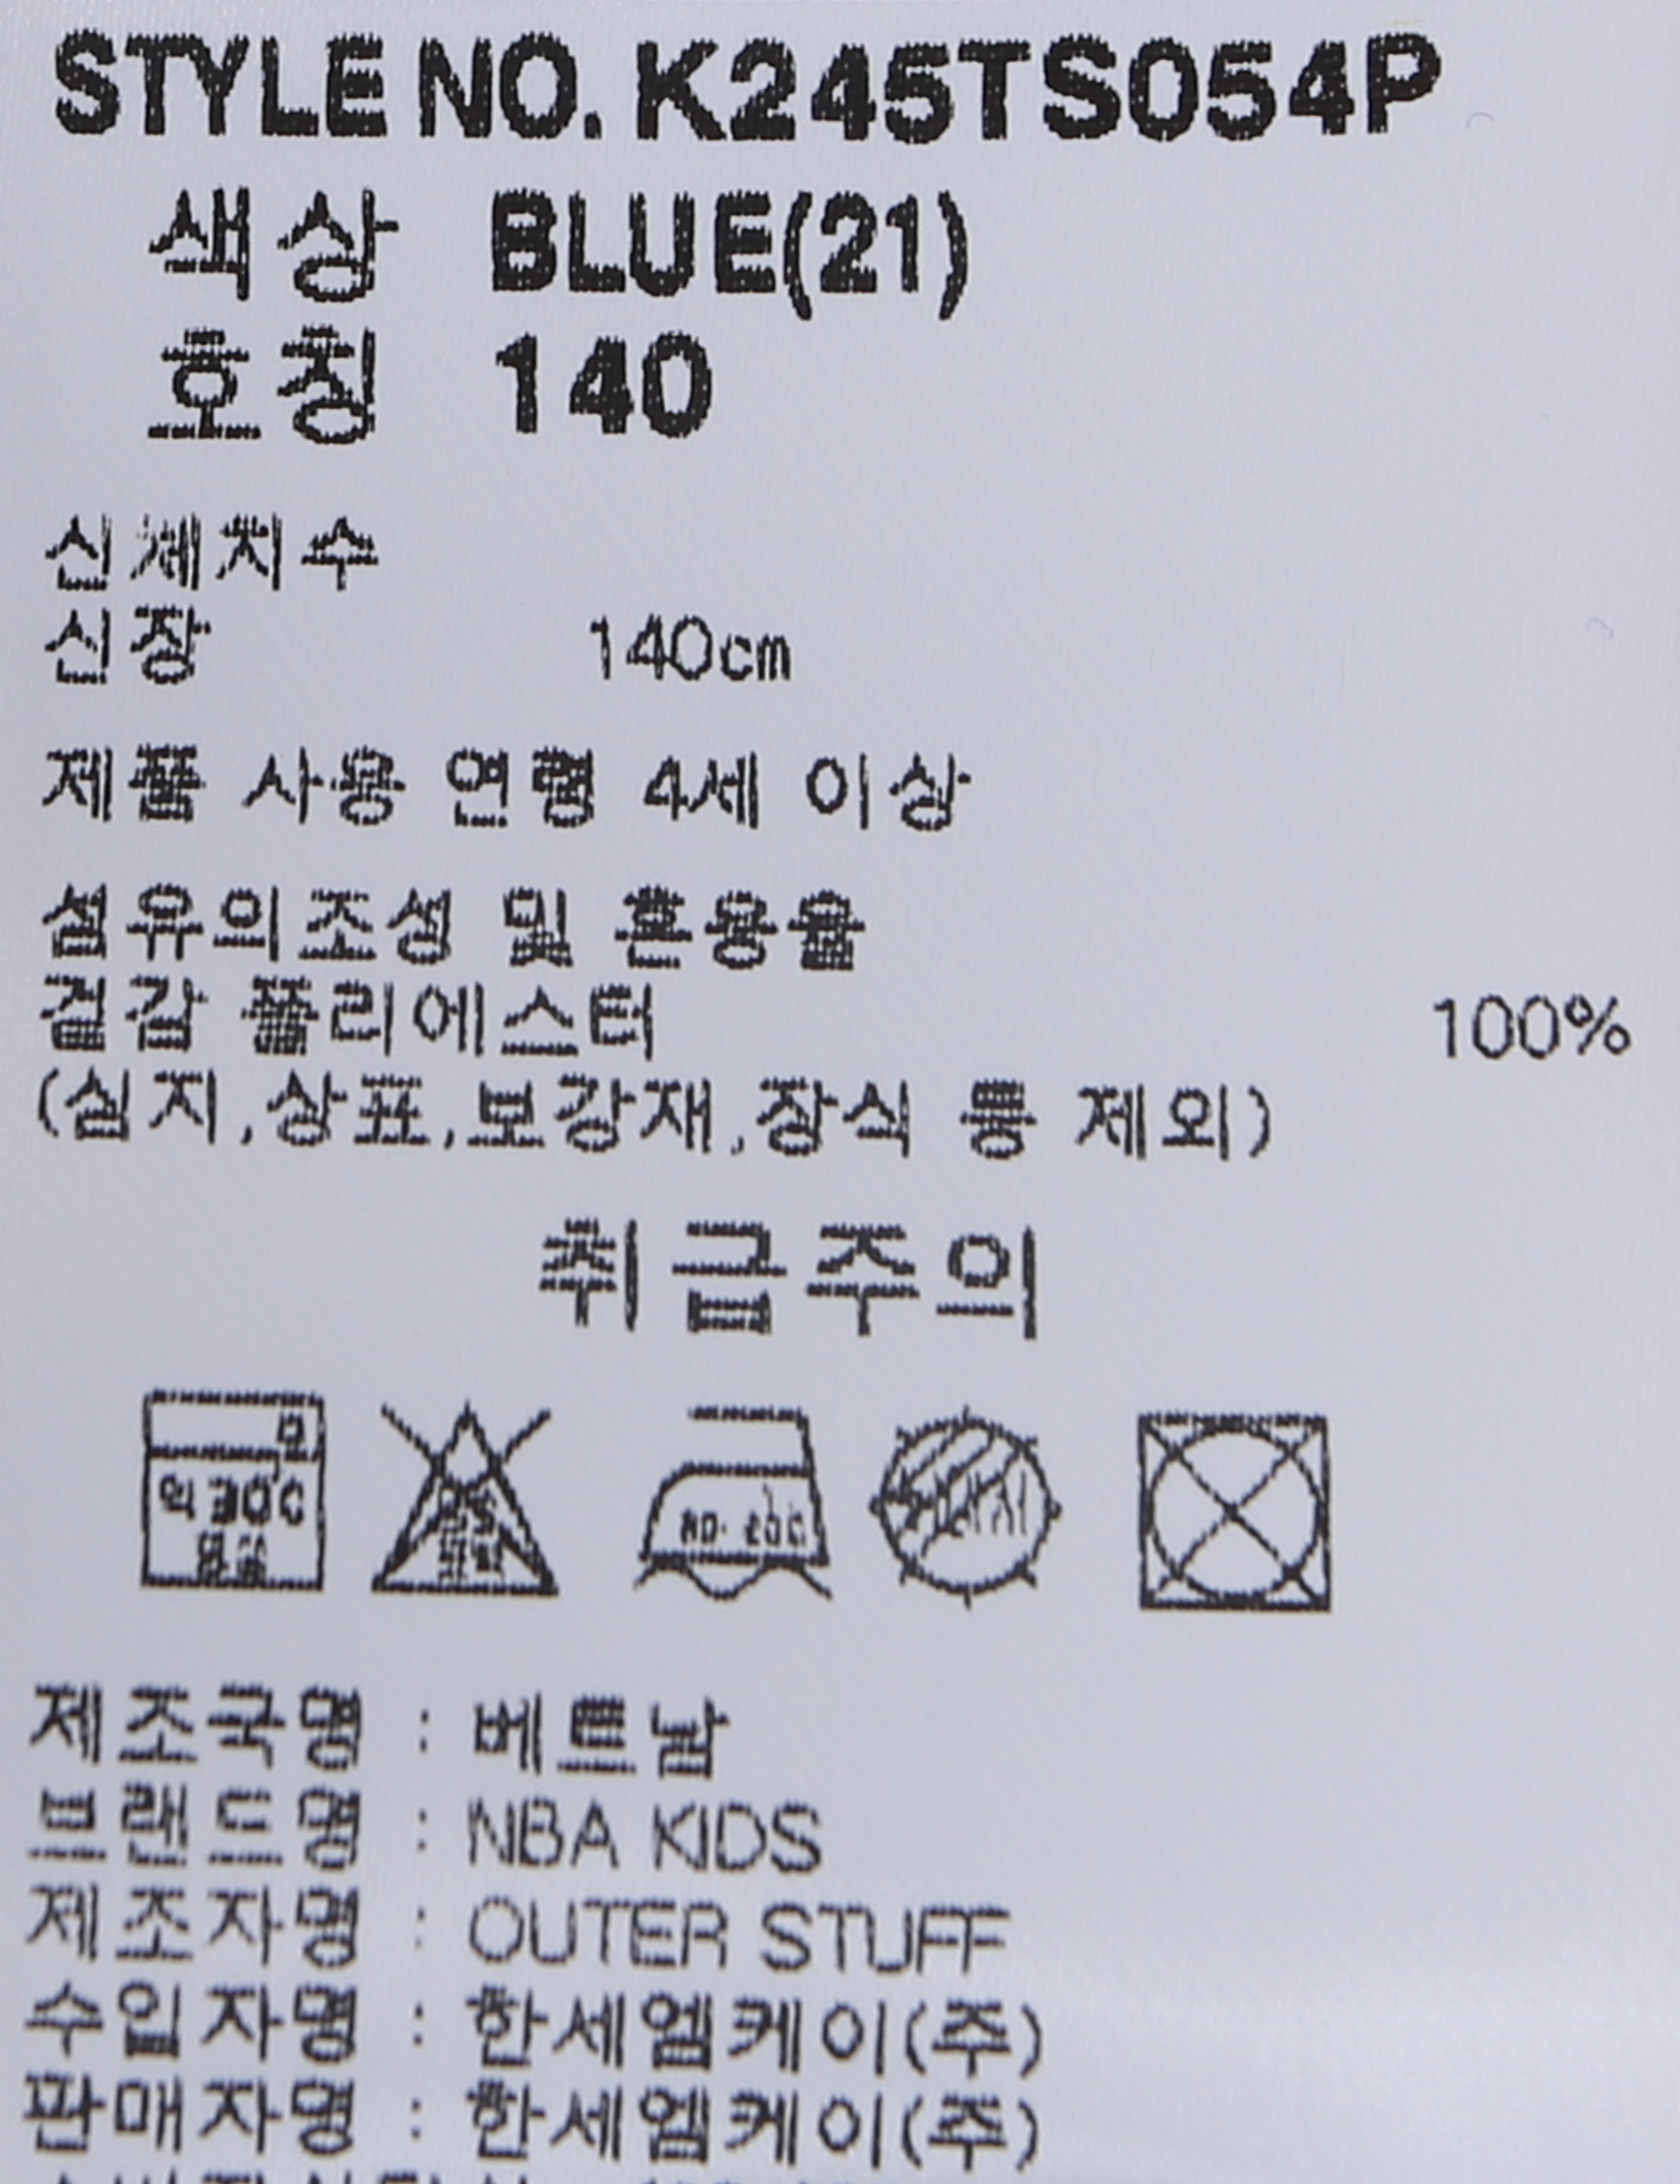 STYLE NO. K245TS054P
색상 BLUE(21)
호칭 140
신체치수
신장 140cm
제품 사용 연령 4세 이상
섬유의조성 및 혼용율
겉감 폴리에스터 100%
(심지,상표,보강재,장식 등 제외)
취급주의
약30℃
제조국명 : 베트남
브랜드명 : NBA KIDS
제조자명 : OUTER STUFF
수입자명 : 한세엠케이(주)
판매자명 : 한세엠케이(주)